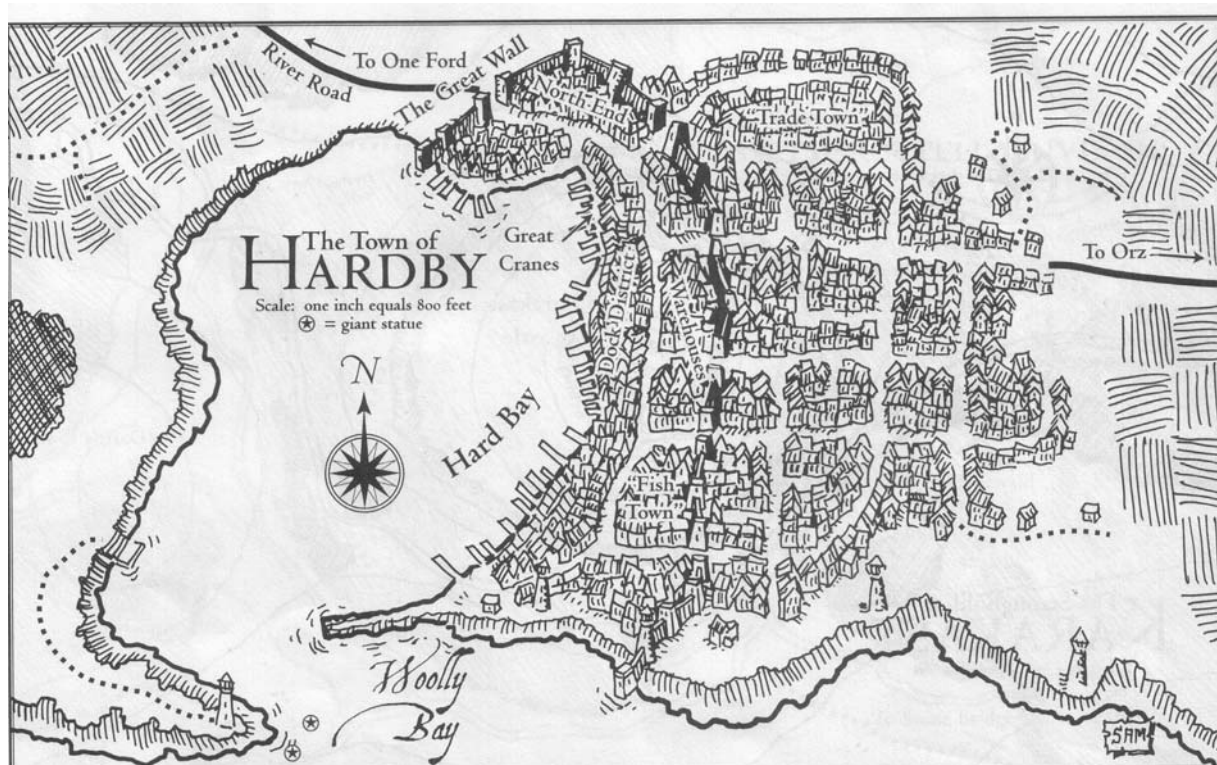 River Road
To One Ford
The Great Wall
North-End
"Trade Town"
The Town of
HARDBY
Scale: one inch equals 800 feet
= giant statue
Great
Cranes
To Orz
Dock District
Warehouses
N
Hard Bay
"Fish
Town"
Woolly
Bay
SAM